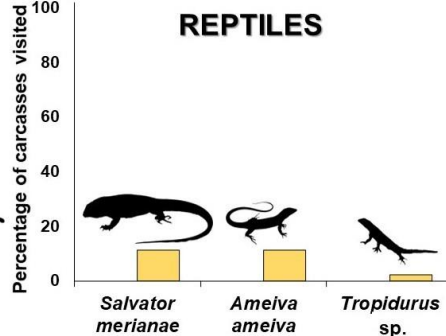 REPTILES
Percentage of carcasses visited
100
80
60
40
20
0
Salvator merianae
Ameiva ameiva
Tropidurus sp.